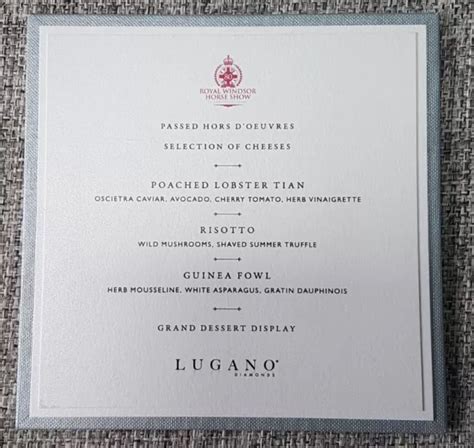 80
ROYAL WINDSOR
HORSE SHOW
PASSED HORS D'OEUVRES
SELECTION OF CHEESES
POACHED LOBSTER TIAN
OSCIETRA CAVIAR, AVOCADO, CHERRY TOMATO, HERB VINAIGRETTE
RISOTTO
WILD MUSHROOMS, SHAVED SUMMER TRUFFLE
GUINEA FOWL
HERB MOUSSELINE, WHITE ASPARAGUS, GRATIN DAUPHINOIS
GRAND DESSERT DISPLAY
LUGANO
DIAMONDS